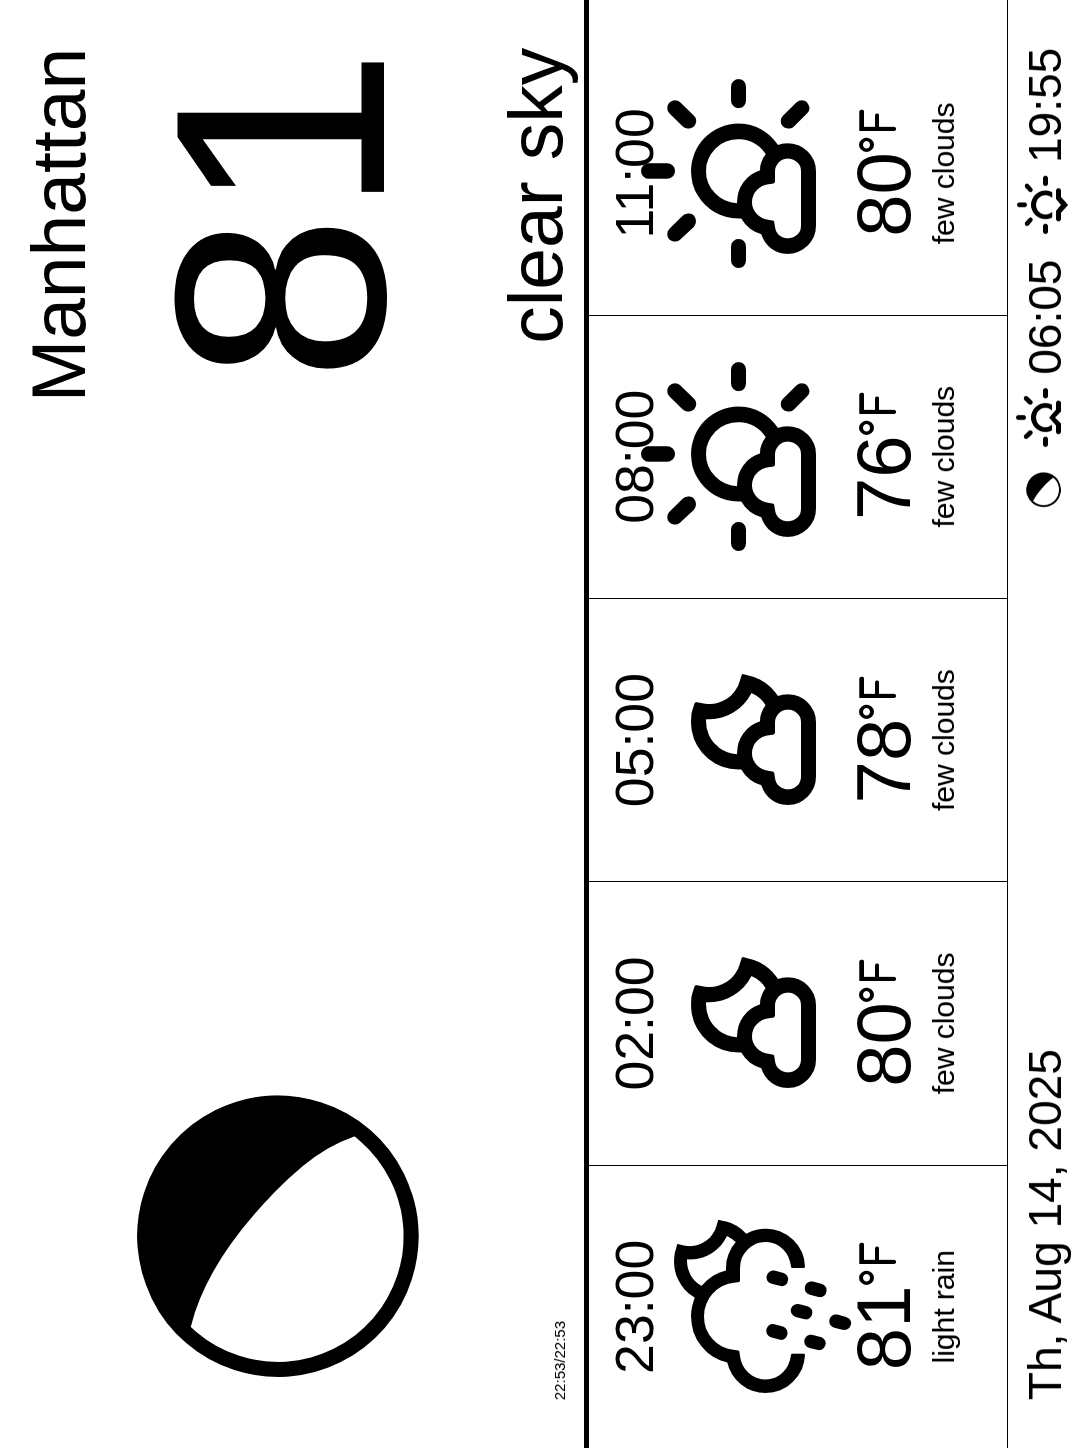 Manhattan
81
clear sky
22:53/22:53
23:00
02:00
05:00
08:00
11:00
81°F
80°F
78°F
76°F
80°F
light rain
few clouds
few clouds
few clouds
few clouds
Th, Aug 14, 2025
06:05
19:55